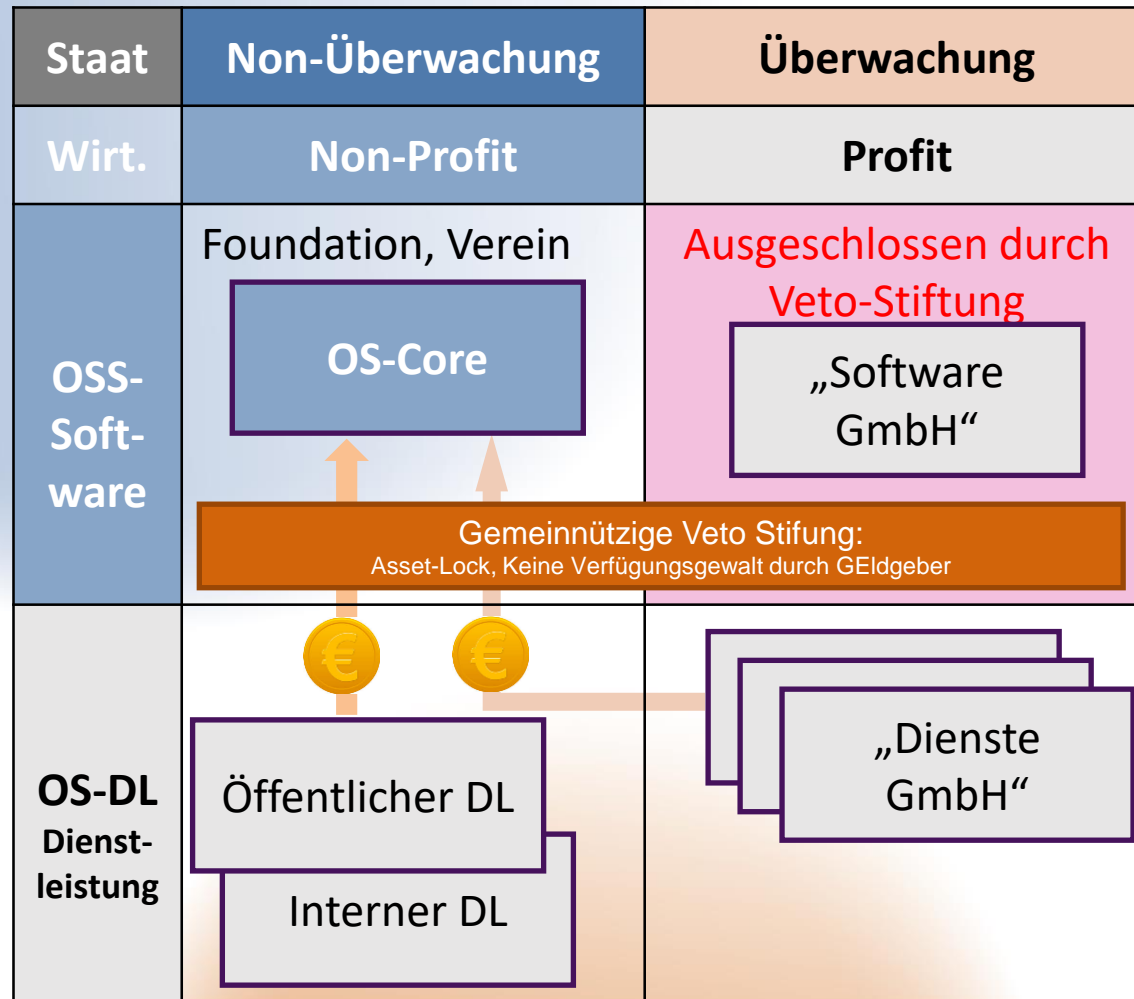 Staat
Non-Überwachung
Überwachung
Wirt.
Non-Profit
Profit
OSS-
Soft-
ware
Foundation, Verein
OS-Core
Ausgeschlossen durch
Veto-Stiftung
„Software
GmbH“
Gemeinnützige Veto Stifung:
Asset-Lock, Keine Verfügungsgewalt durch GEldgeber
€
€
OS-DL
Dienst-
leistung
Öffentlicher DL
Interner DL
„Dienste
GmbH“